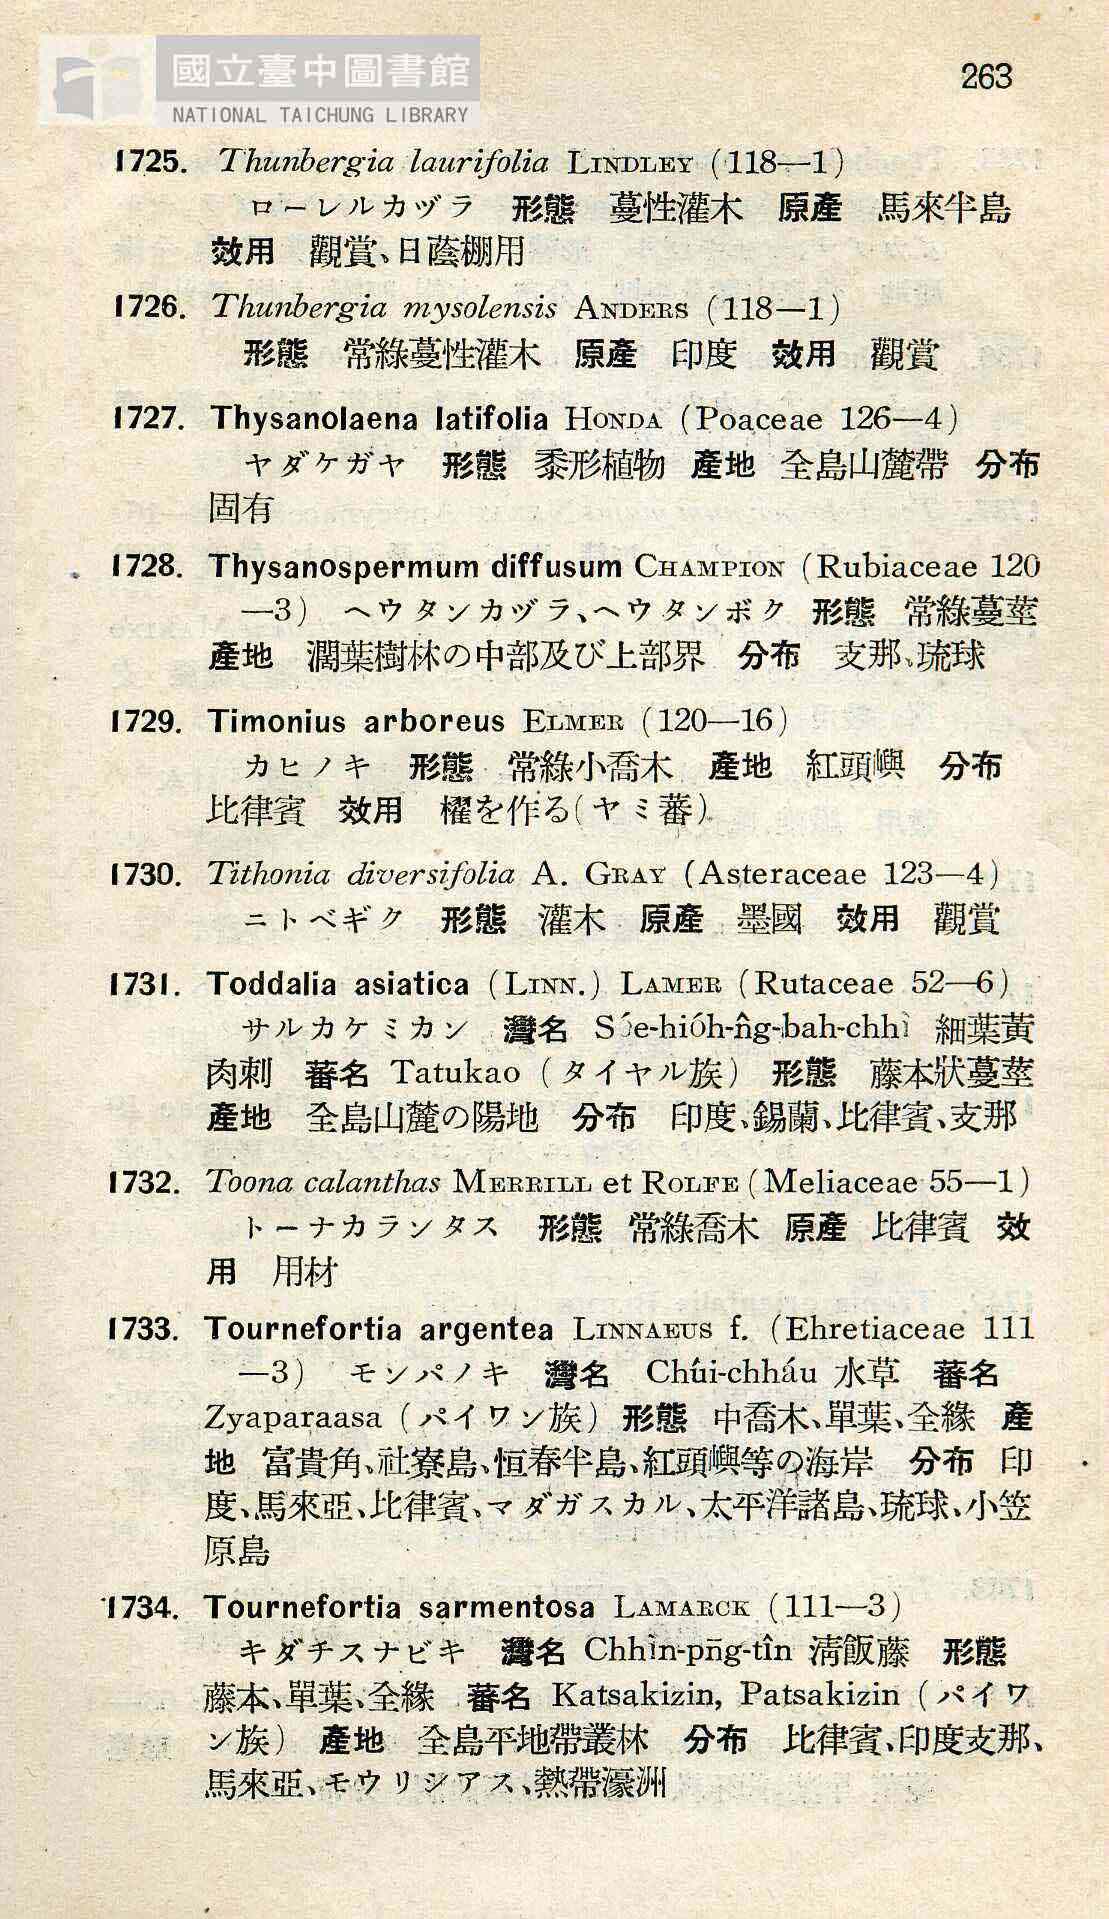 國立臺中圖書館
NATIONAL TAICHUNG LIBRARY
263
1725. Thunbergia laurifolia LINDLEY (118—1)
ローレルカヅラ 形態 蔓性灌木 原產 馬來半島
效用 觀賞、日蔭棚用
1726. Thunbergia mysolensis ANDERS (118—1)
形態 常綠蔓性灌木 原產 印度 效用 觀賞
1727. Thysanolaena latifolia HONDA (Poaceae 126—4)
ヤダケガヤ 形態 黍形植物 產地 全島山麓帶 分布
固有
1728. Thysanospermum diffusum CHAMPION (Rubiaceae 120
—3) ヘウタンカヅラ、ヘウタンボク 形態 常綠蔓莖
產地 濶葉樹林の中部及び上部界 分布 支那、琉球
1729. Timonius arboreus ELMER (120—16)
カヒノキ 形態 常綠小喬木 產地 紅頭嶼 分布
比律賓 效用 櫂を作る(ヤミ蕃)
1730. Tithonia diversifolia A. GRAY (Asteraceae 123—4)
ニトベギク 形態 灌木 原產 墨國 效用 觀賞
1731. Toddalia asiatica (LINN.) LAMER (Rutaceae 52—6)
サルカケミカン 灣名 Sóe-hióh-n̂g-bah-chhì 細葉黃
肉刺 蕃名 Tatukao (タイヤル族) 形態 藤本狀蔓莖
產地 全島山麓の陽地 分布 印度、錫蘭、比律賓、支那
1732. Toona calanthas MERRILL et ROLFE (Meliaceae 55—1)
トーナカランタス 形態 常綠喬木 原產 比律賓 效
用 用材
1733. Tournefortia argentea LINNAEUS f. (Ehretiaceae 111
—3) モンパノキ 灣名 Chúi-chháu 水草 蕃名
Zyaparaasa (パイワン族) 形態 中喬木、單葉、全緣 產
地 富貴角、社寮島、恒春半島、紅頭嶼等の海岸 分布 印
度、馬來亞、比律賓、マダガスカル、太平洋諸島、琉球、小笠
原島
1734. Tournefortia sarmentosa LAMARCK (111—3)
キダチスナビキ 灣名 Chhìn-pn̄g-tîn 淸飯藤 形態
藤本、單葉、全緣 蕃名 Katsakizin, Patsakizin (パイワ
ン族) 產地 全島平地帶叢林 分布 比律賓、印度支那、
馬來亞、モウリシアス、熱帶濠洲